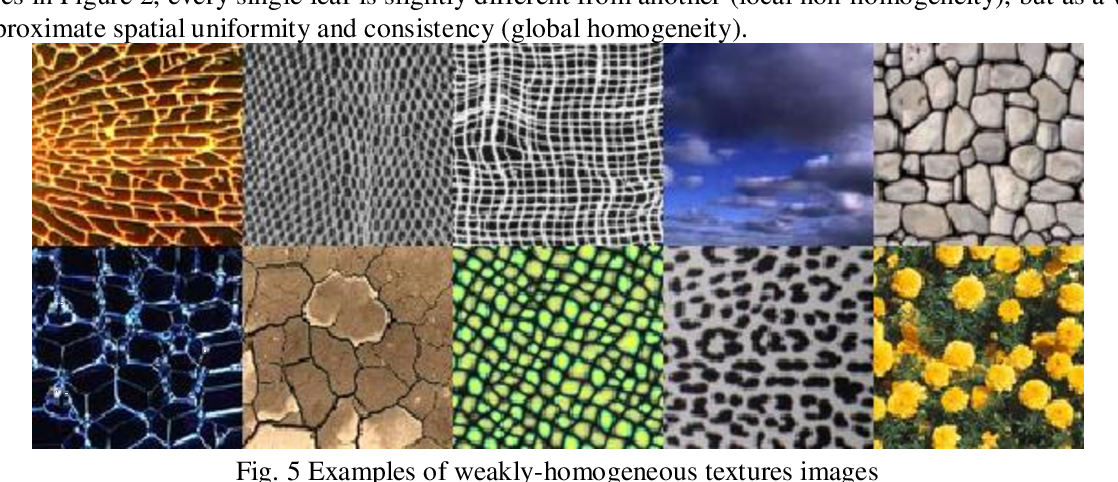 es in Figure 2, every single leaf is slightly different from another (local non-homogeneity), but as a
proximate spatial uniformity and consistency (global homogeneity).
Fig. 5 Examples of weakly-homogeneous textures images